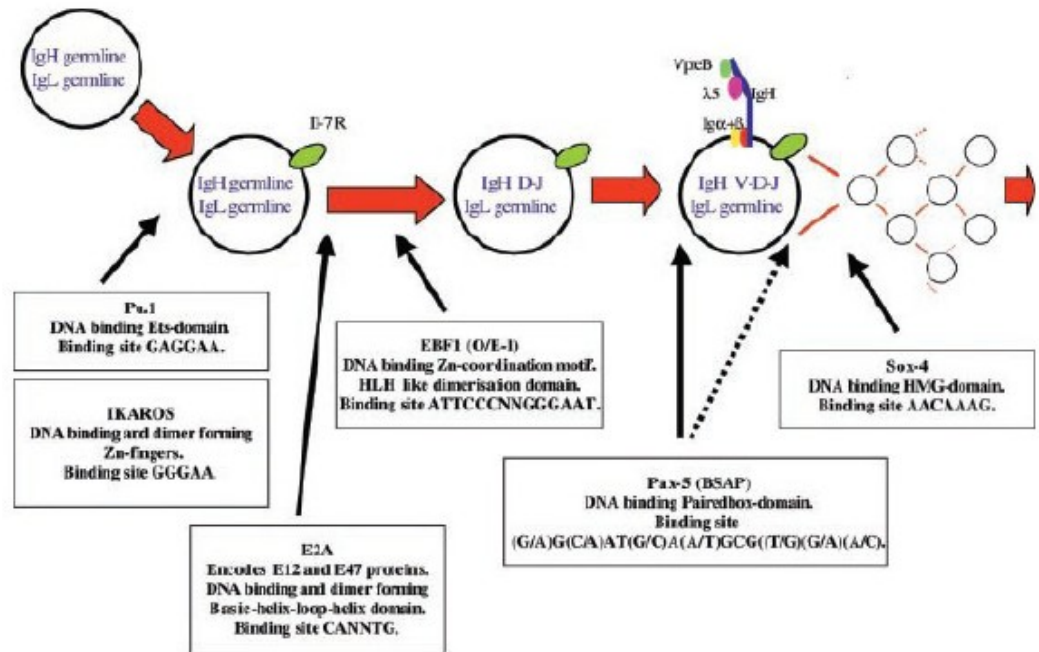 IgH germline
IgL germline
Il-7R
IgH germline
IgL germline
IgH D-J
IgL germline
VpreB
λ5
IgH
Igα+β
IgH V-D-J
IgL germline
Pu.1
DNA binding Ets-domain.
Binding site GAGGAA.
IKAROS
DNA binding and dimer forming
Zn-fingers.
Binding site GGGAA
E2A
Encodes E12 and E47 proteins.
DNA binding and dimer forming
Basic-helix-loop-helix domain.
Binding site CANNTG.
EBF1 (O/E-1)
DNA binding Zn-coordination motif.
HLH like dimerisation domain.
Binding site ATTCCCNNGGGAAT.
Pax-5 (BSAP)
DNA binding Pairedbox-domain.
Binding site
(G/A)G(C/A)AT(G/C)A(A/T)GCG((T/G)(G/A)(A/C).
Sox-4
DNA binding HMG-domain.
Binding site AACAAAG.